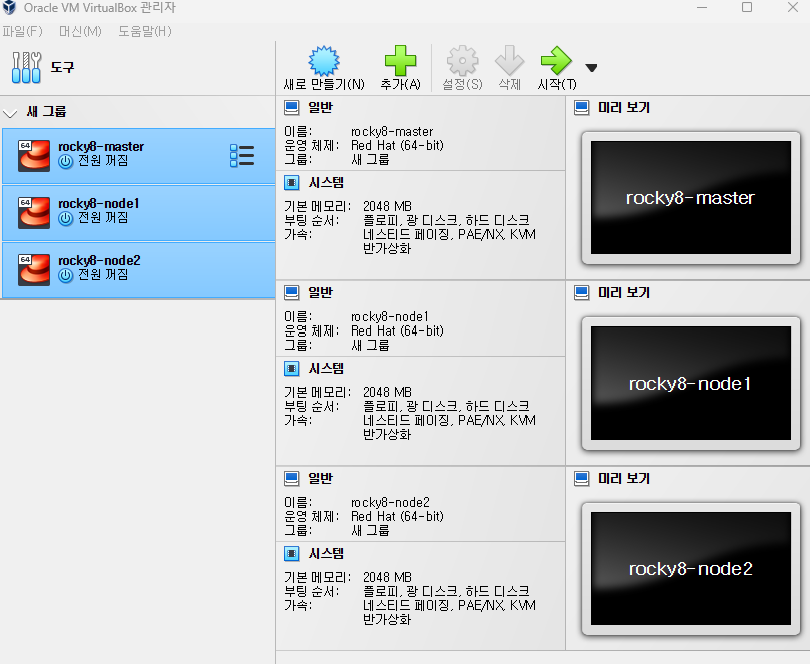 Oracle VM VirtualBox 관리자
파일(F) 머신(M) 도움말(H)
도구
새로 만들기(N) 추가(A) 설정(S) 삭제 시작(T)
새 그룹
64
rocky8-master
전원 꺼짐
64
rocky8-node1
전원 꺼짐
64
rocky8-node2
전원 꺼짐
일반
이름: rocky8-master
운영 체제: Red Hat (64-bit)
그룹: 새 그룹
시스템
기본 메모리: 2048 MB
부팅 순서: 플로피, 광 디스크, 하드 디스크
가속: 네스티드 페이징, PAE/NX, KVM
반가상화
미리 보기
rocky8-master
일반
이름: rocky8-node1
운영 체제: Red Hat (64-bit)
그룹: 새 그룹
시스템
기본 메모리: 2048 MB
부팅 순서: 플로피, 광 디스크, 하드 디스크
가속: 네스티드 페이징, PAE/NX, KVM
반가상화
미리 보기
rocky8-node1
일반
이름: rocky8-node2
운영 체제: Red Hat (64-bit)
그룹: 새 그룹
시스템
기본 메모리: 2048 MB
부팅 순서: 플로피, 광 디스크, 하드 디스크
가속: 네스티드 페이징, PAE/NX, KVM
반가상화
미리 보기
rocky8-node2